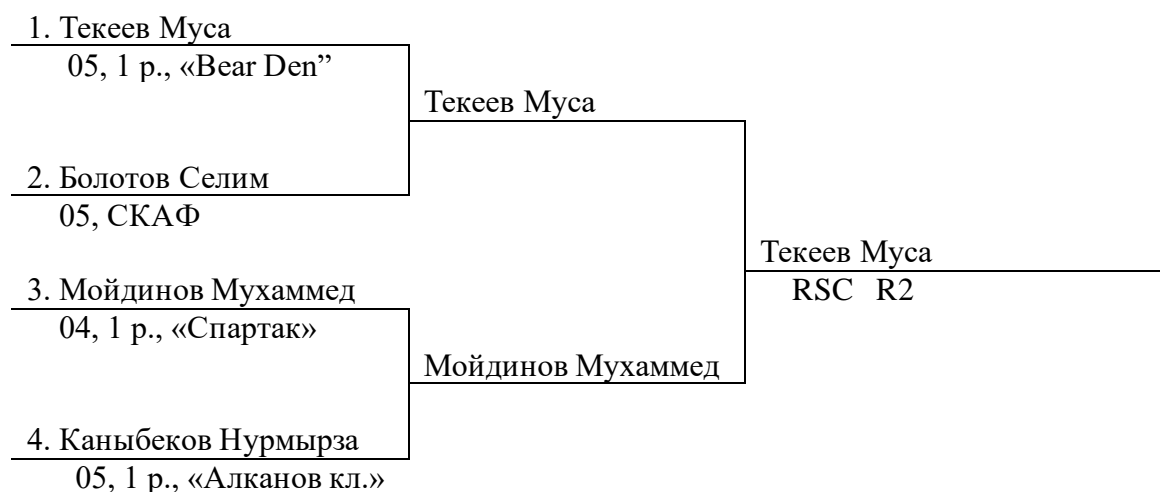 1. Текеев Муса
05, 1 р., «Bear Den”
Текеев Муса
2. Болотов Селим
05, СКАФ
Текеев Муса
RSC R2
3. Мойдинов Мухаммед
04, 1 р., «Спартак»
Мойдинов Мухаммед
4. Каныбеков Нурмырза
05, 1 р., «Алканов кл.»